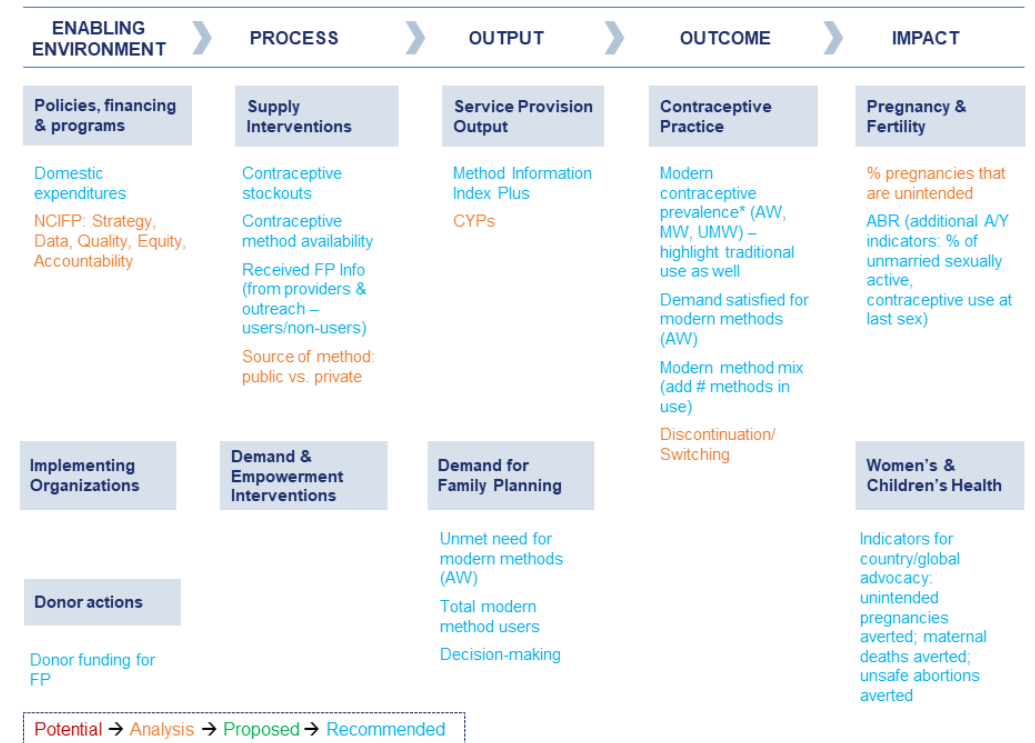 ENABLING
ENVIRONMENT
PROCESS
OUTPUT
OUTCOME
IMPACT
Policies, financing
& programs
Domestic
expenditures
NCIFP: Strategy,
Data, Quality, Equity,
Accountability
Implementing
Organizations
Donor actions
Donor funding for
FP
Supply
Interventions
Contraceptive
stockouts
Contraceptive
method availability
Received FP Info
(from providers &
outreach –
users/non-users)
Source of method:
public vs. private
Demand &
Empowerment
Interventions
Service Provision
Output
Method Information
Index Plus
CYPs
Demand for
Family Planning
Unmet need for
modern methods
(AW)
Total modern
method users
Decision-making
Contraceptive
Practice
Modern
contraceptive
prevalence* (AW,
MW, UMW) –
highlight traditional
use as well
Demand satisfied for
modern methods
(AW)
Modern method mix
(add # methods in
use)
Discontinuation/
Switching
Pregnancy &
Fertility
% pregnancies that
are unintended
ABR (additional A/Y
indicators: % of
unmarried sexually
active,
contraceptive use at
last sex)
Women’s &
Children’s Health
Indicators for
country/global
advocacy:
unintended
pregnancies
averted; maternal
deaths averted;
unsafe abortions
averted
Potential → Analysis → Proposed → Recommended